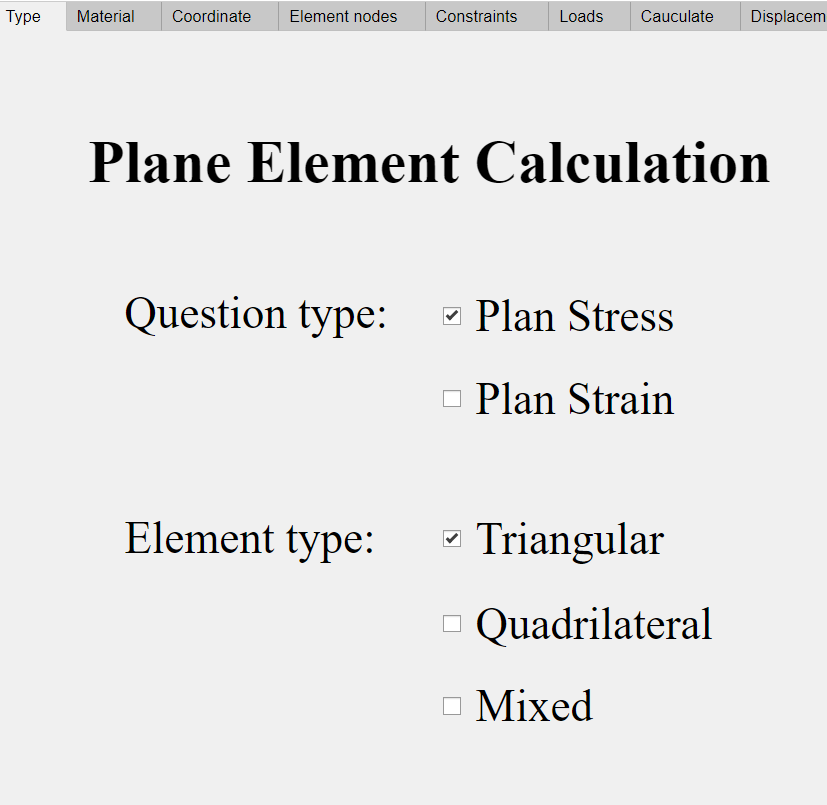 Type Material Coordinate Element nodes Constraints Loads Cauculate Displacem
Plane Element Calculation
Question type: Plan Stress
Plan Strain
Element type: Triangular
Quadrilateral
Mixed